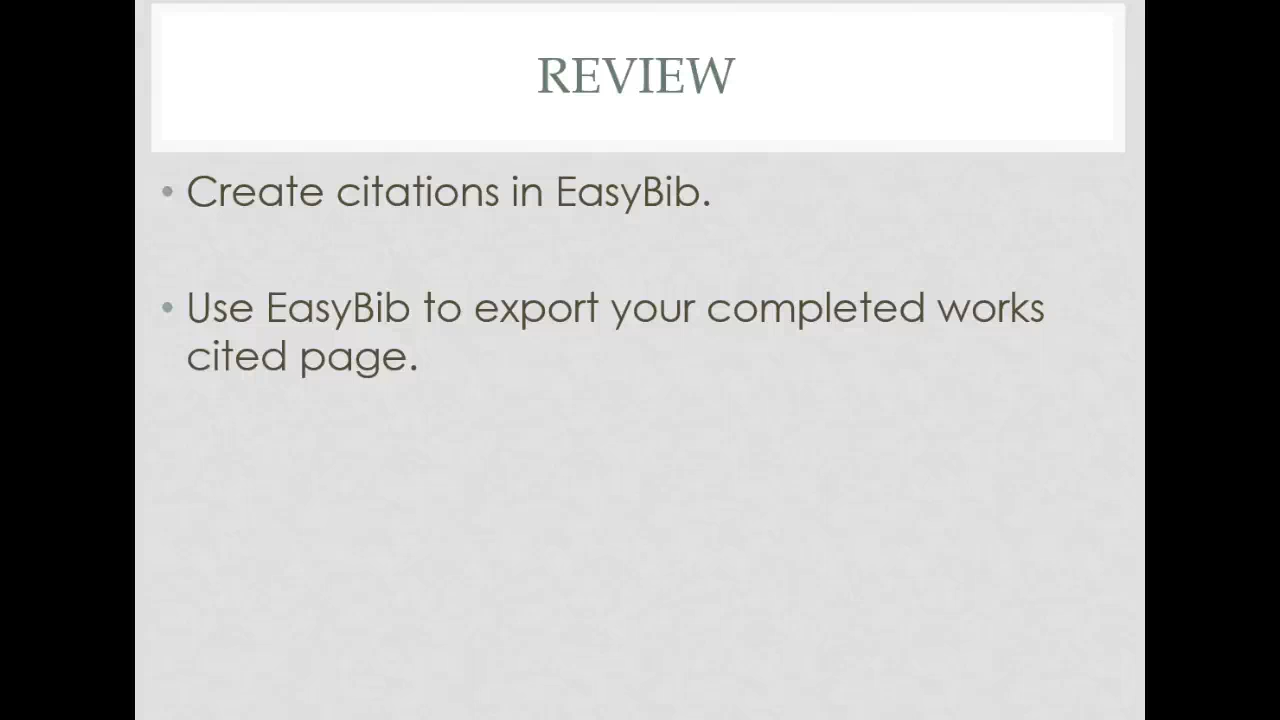 REVIEW
• Create citations in EasyBib.
• Use EasyBib to export your completed works
cited page.